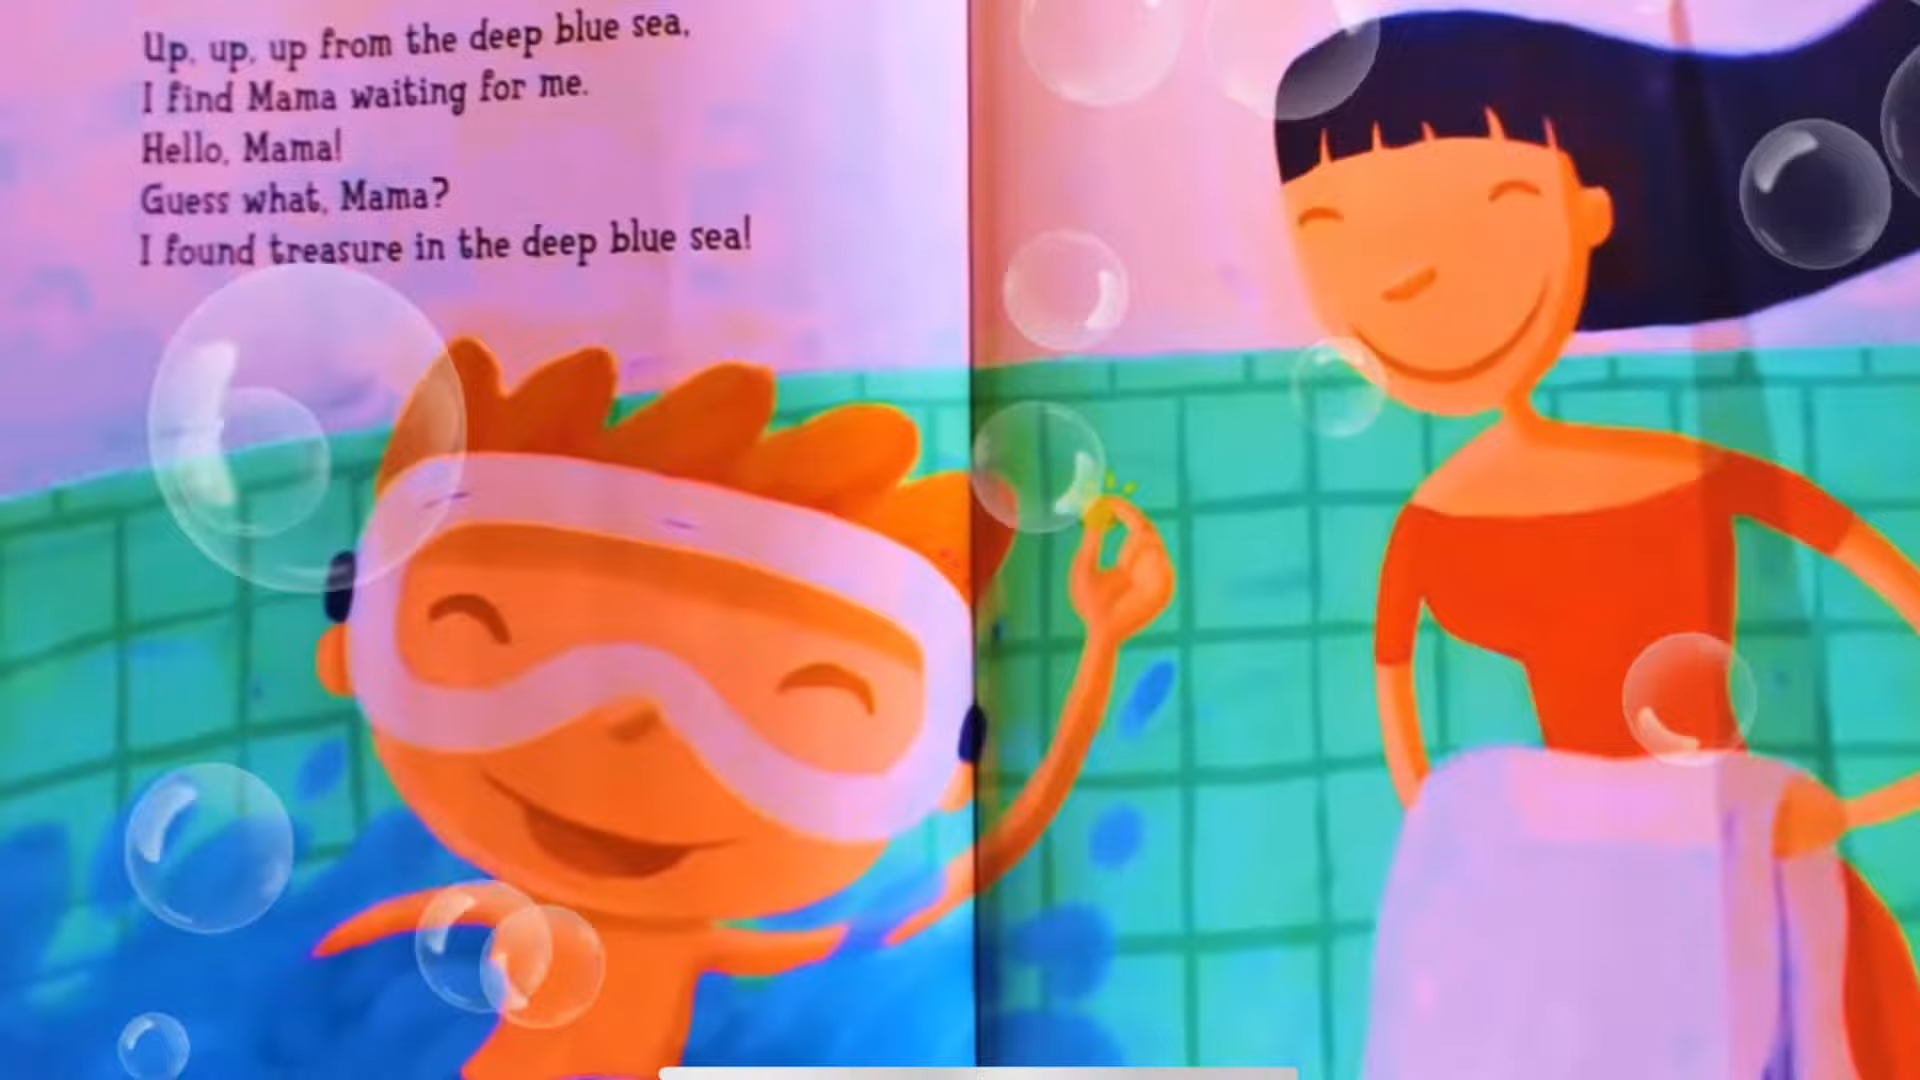 Up, up, up from the deep blue sea,
I find Mama waiting for me.
Hello, Mama!
Guess what, Mama?
I found treasure in the deep blue sea!